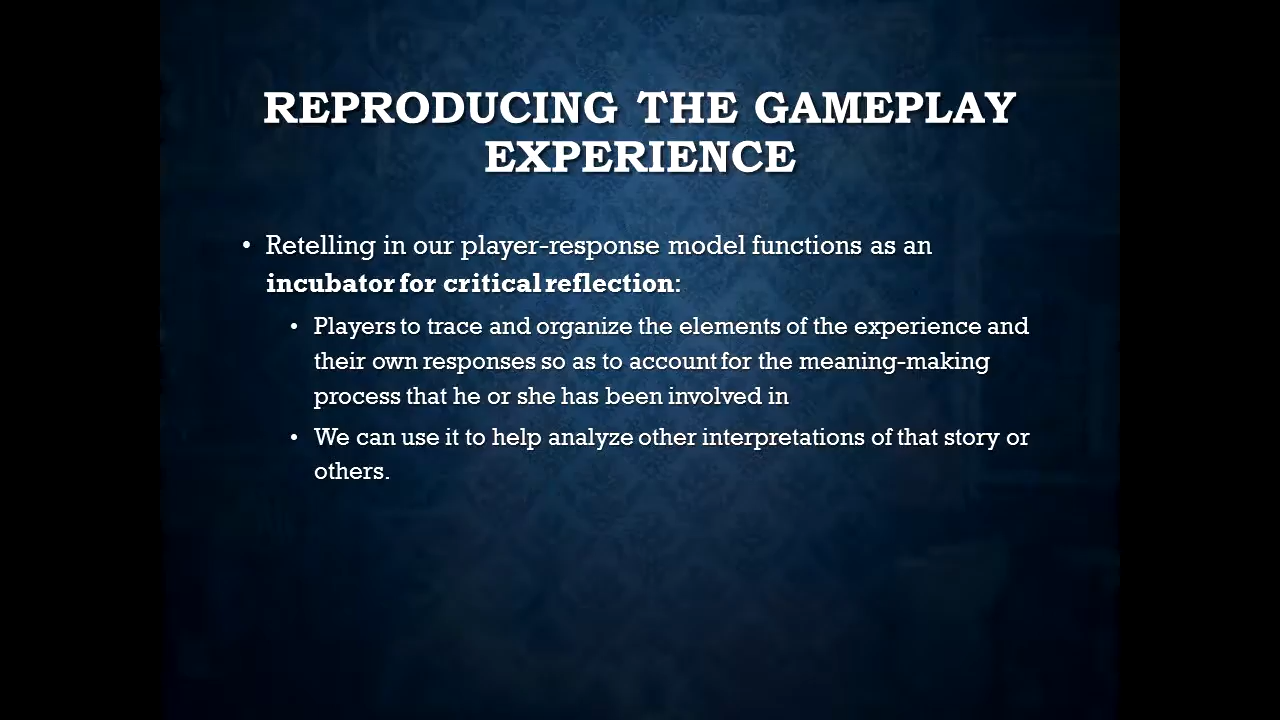 REPRODUCING THE GAMEPLAY
EXPERIENCE
• Retelling in our player-response model functions as an
incubator for critical reflection:
• Players to trace and organize the elements of the experience and
their own responses so as to account for the meaning-making
process that he or she has been involved in
• We can use it to help analyze other interpretations of that story or
others.